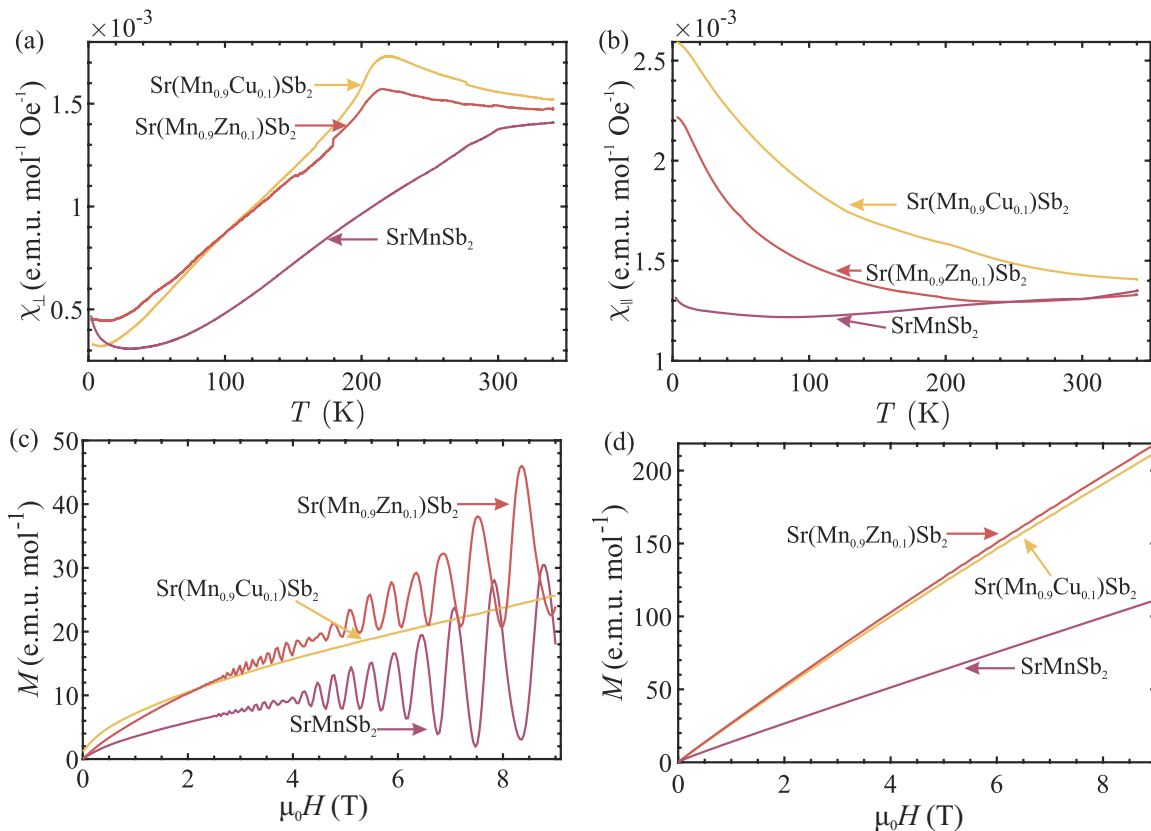 (a)
×10⁻³
χ⊥ (e.m.u. mol⁻¹ Oe⁻¹)
1.5
1
0.5
Sr(Mn₀.₉Cu₀.₁)Sb₂
Sr(Mn₀.₉Zn₀.₁)Sb₂
SrMnSb₂
0 100 200 300
T (K)
(b)
×10⁻³
χ∥ (e.m.u. mol⁻¹ Oe⁻¹)
2.5
2
1.5
1
Sr(Mn₀.₉Cu₀.₁)Sb₂
Sr(Mn₀.₉Zn₀.₁)Sb₂
SrMnSb₂
0 100 200 300
T (K)
(c)
M (e.m.u. mol⁻¹)
50
40
30
20
10
0
Sr(Mn₀.₉Zn₀.₁)Sb₂
Sr(Mn₀.₉Cu₀.₁)Sb₂
SrMnSb₂
0 2 4 6 8
μ₀H (T)
(d)
M (e.m.u. mol⁻¹)
200
150
100
50
0
Sr(Mn₀.₉Zn₀.₁)Sb₂
Sr(Mn₀.₉Cu₀.₁)Sb₂
SrMnSb₂
0 2 4 6 8
μ₀H (T)